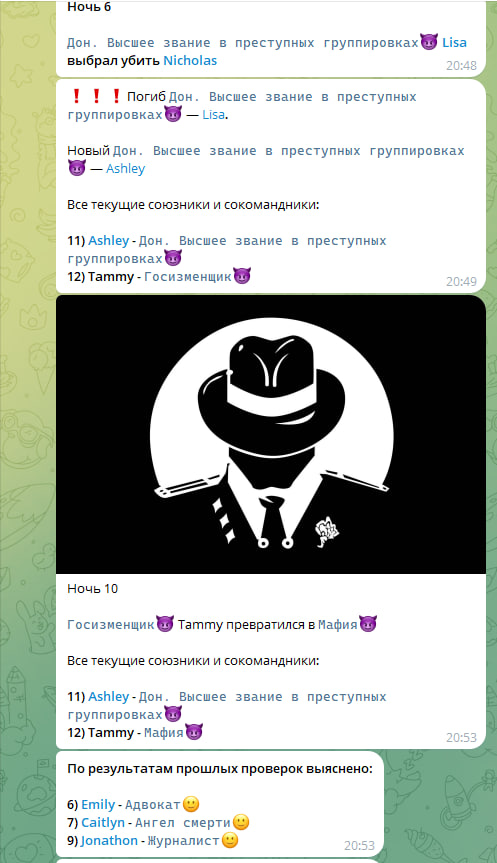 Ночь 6
Дон. Высшее звание в преступных группировках😈 Lisa
выбрал убить Nicholas
20:48
❗❗❗Погиб Дон. Высшее звание в преступных
группировках😈 — Lisa.
Новый Дон. Высшее звание в преступных группировках
😈 — Ashley
Все текущие союзники и сокомандники:
11) Ashley - Дон. Высшее звание в преступных
группировках😈
12) Tammy - Госизменщик😈
20:49
Ночь 10
Госизменщик😈 Tammy превратился в Мафия😈
Все текущие союзники и сокомандники:
11) Ashley - Дон. Высшее звание в преступных
группировках😈
12) Tammy - Мафия😈
20:53
По результатам прошлых проверок выяснено:
6) Emily - Адвокат🙂
7) Caitlyn - Ангел смерти🙂
9) Jonathon - Журналист🙂
20:53